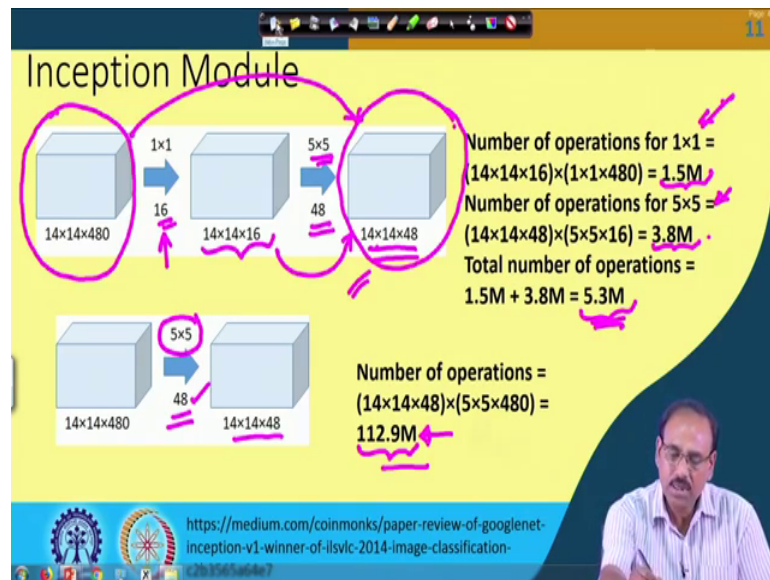 Page
11
New Page
Inception Module
1×1
5×5
16
48
14×14×480
14×14×16
14×14×48
Number of operations for 1×1 =
(14×14×16)×(1×1×480) = 1.5M
Number of operations for 5×5 =
(14×14×48)×(5×5×16) = 3.8M
Total number of operations =
1.5M + 3.8M = 5.3M
5×5
48
14×14×480
14×14×48
Number of operations =
(14×14×48)×(5×5×480) =
112.9M
https://medium.com/coinmonks/paper-review-of-googlenet-
inception-v1-winner-of-ilsvlc-2014-image-classification-
c2b3565a64e7